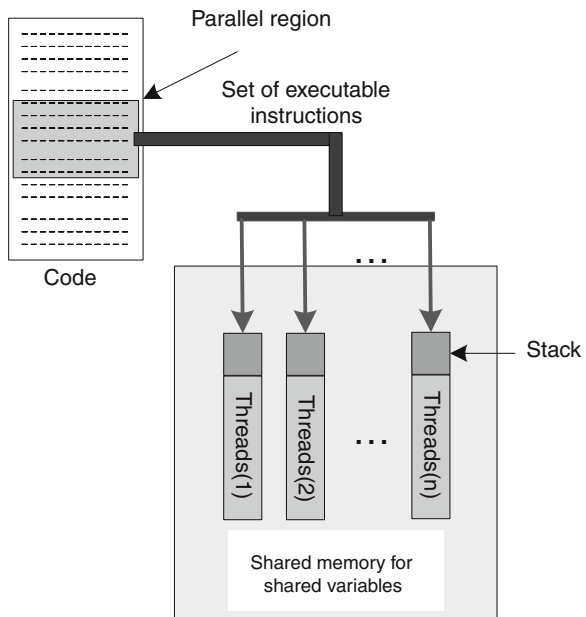 Parallel region
Set of executable
instructions
Code
...
Stack
Threads(1)
Threads(2)
...
Threads(n)
Shared memory for
shared variables